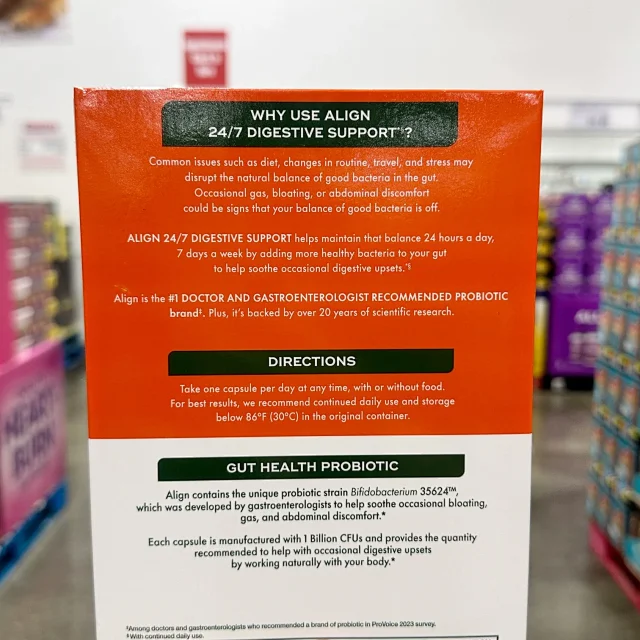 WHY USE ALIGN
24/7 DIGESTIVE SUPPORT*§?
Common issues such as diet, changes in routine, travel, and stress may
disrupt the natural balance of good bacteria in the gut.
Occasional gas, bloating, or abdominal discomfort
could be signs that your balance of good bacteria is off.
ALIGN 24/7 DIGESTIVE SUPPORT helps maintain that balance 24 hours a day,
7 days a week by adding more healthy bacteria to your gut
to help soothe occasional digestive upsets.*§
Align is the #1 DOCTOR AND GASTROENTEROLOGIST RECOMMENDED PROBIOTIC
brand‡. Plus, it's backed by over 20 years of scientific research.
DIRECTIONS
Take one capsule per day at any time, with or without food.
For best results, we recommend continued daily use and storage
below 86°F (30°C) in the original container.
GUT HEALTH PROBIOTIC
Align contains the unique probiotic strain Bifidobacterium 35624™,
which was developed by gastroenterologists to help soothe occasional bloating,
gas, and abdominal discomfort.*
Each capsule is manufactured with 1 Billion CFUs and provides the quantity
recommended to help with occasional digestive upsets
by working naturally with your body.*
‡Among doctors and gastroenterologists who recommended a brand of probiotic in ProVoice 2023 survey.
§With continued daily use.
HEART
BURN